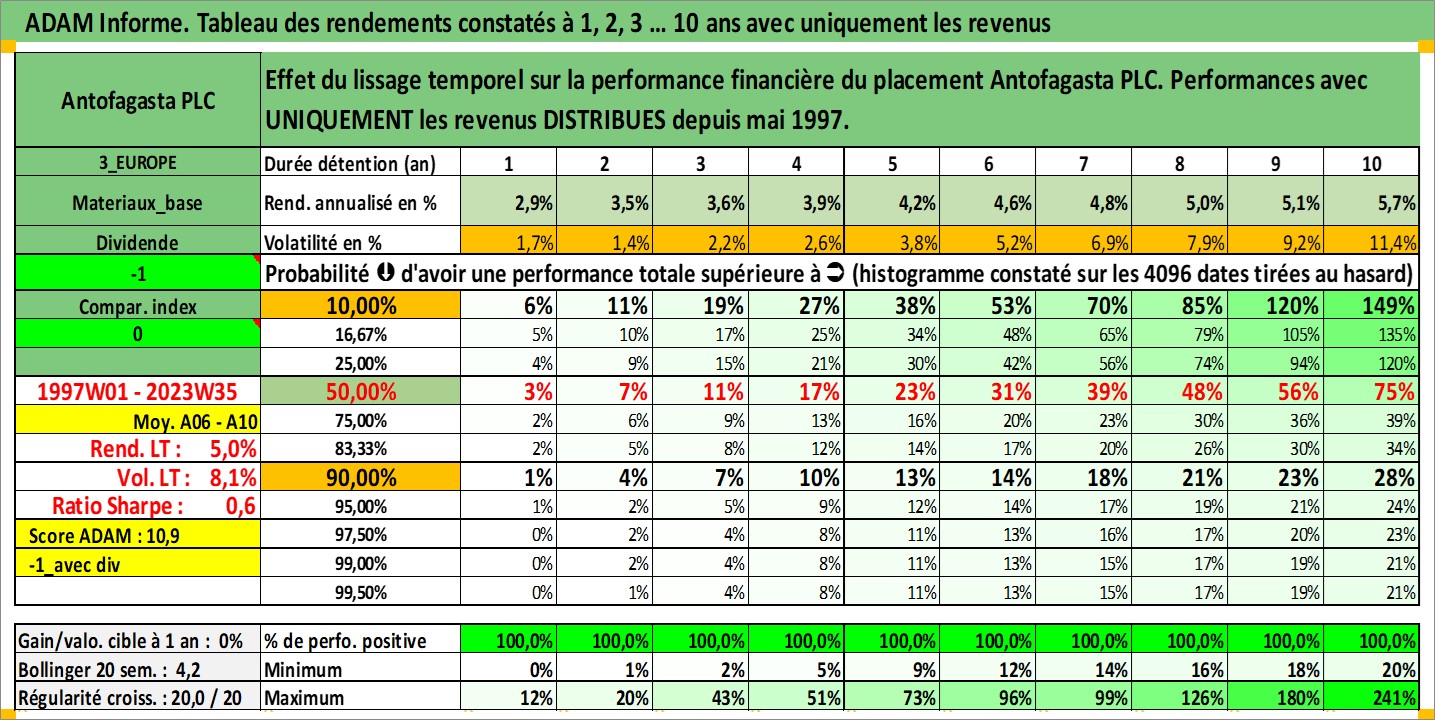 ADAM Informe. Tableau des rendements constatés à 1, 2, 3 ... 10 ans avec uniquement les revenus
Antofagasta PLC
Effet du lissage temporel sur la performance financière du placement Antofagasta PLC. Performances avec
UNIQUEMENT les revenus DISTRIBUES depuis mai 1997.
3_EUROPE Durée détention (an) 1 2 3 4 5 6 7 8 9 10
Materiaux_base Rend. annualisé en % 2,9% 3,5% 3,6% 3,9% 4,2% 4,6% 4,8% 5,0% 5,1% 5,7%
Dividende Volatilité en % 1,7% 1,4% 2,2% 2,6% 3,8% 5,2% 6,9% 7,9% 9,2% 11,4%
-1 Probabilité d'avoir une performance totale supérieure à (histogramme constaté sur les 4096 dates tirées au hasard)
Compar. index 10,00% 6% 11% 19% 27% 38% 53% 70% 85% 120% 149%
0 16,67% 5% 10% 17% 25% 34% 48% 65% 79% 105% 135%
25,00% 4% 9% 15% 21% 30% 42% 56% 74% 94% 120%
1997W01 - 2023W35 50,00% 3% 7% 11% 17% 23% 31% 39% 48% 56% 75%
Moy. A06 - A10 75,00% 2% 6% 9% 13% 16% 20% 23% 30% 36% 39%
Rend. LT : 5,0% 83,33% 2% 5% 8% 12% 14% 17% 20% 26% 30% 34%
Vol. LT : 8,1% 90,00% 1% 4% 7% 10% 13% 14% 18% 21% 23% 28%
Ratio Sharpe : 0,6 95,00% 1% 2% 5% 9% 12% 14% 17% 19% 21% 24%
Score ADAM : 10,9 97,50% 0% 2% 4% 8% 11% 13% 16% 17% 20% 23%
-1_avec div 99,00% 0% 2% 4% 8% 11% 13% 15% 17% 19% 21%
99,50% 0% 1% 4% 8% 11% 13% 15% 17% 19% 21%
Gain/valo. cible à 1 an : 0% % de perfo. positive 100,0% 100,0% 100,0% 100,0% 100,0% 100,0% 100,0% 100,0% 100,0% 100,0%
Bollinger 20 sem. : 4,2 Minimum 0% 1% 2% 5% 9% 12% 14% 16% 18% 20%
Régularité croiss. : 20,0 / 20 Maximum 12% 20% 43% 51% 73% 96% 99% 126% 180% 241%